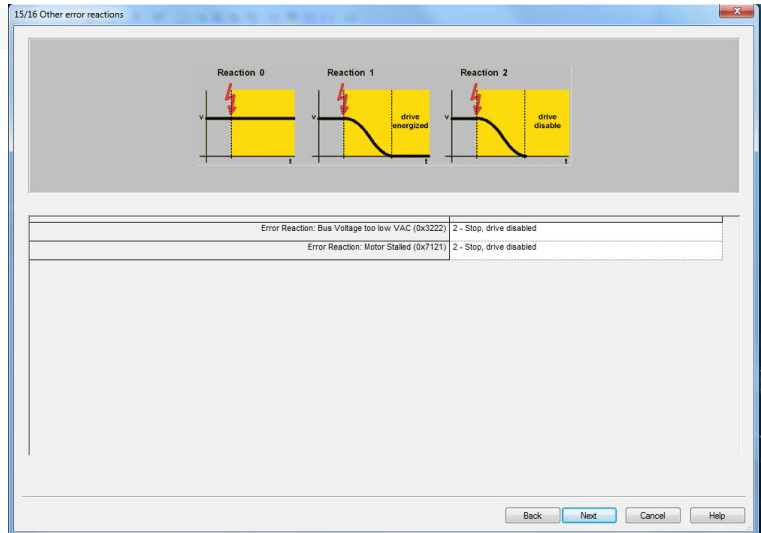 15/16 Other error reactions
x
Reaction 0
Reaction 1
Reaction 2
v
t
v
drive
energized
t
v
drive
disable
t
Error Reaction: Bus Voltage too low VAC (0x3222) 2 - Stop, drive disabled
Error Reaction: Motor Stalled (0x7121) 2 - Stop, drive disabled
Back Next Cancel Help